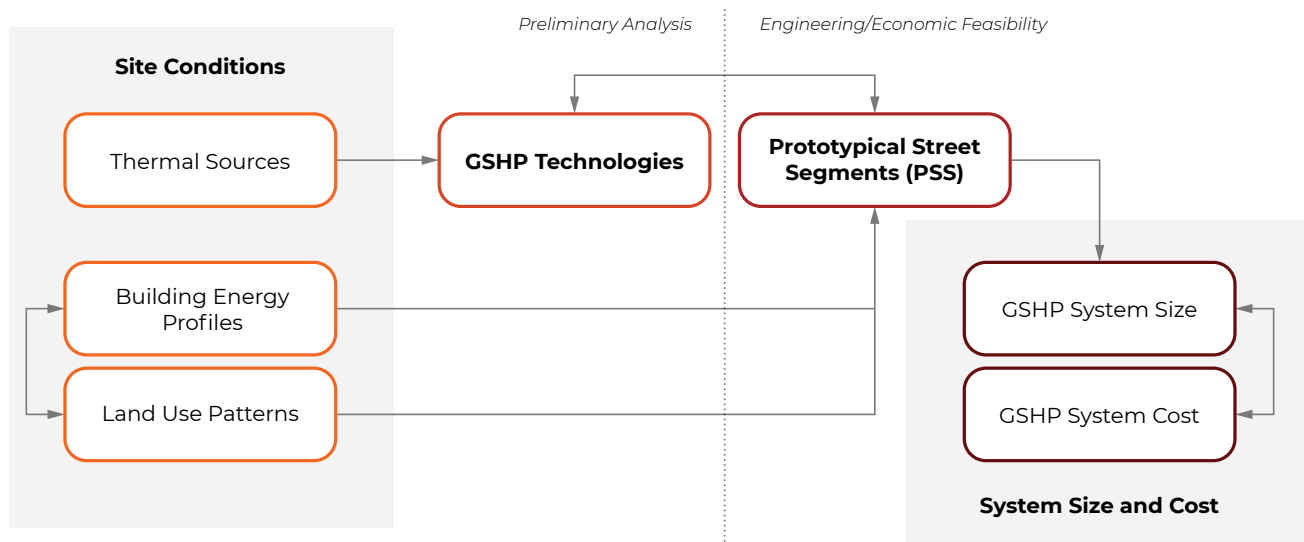 Preliminary Analysis
Engineering/Economic Feasibility
Site Conditions
Thermal Sources
GSHP Technologies
Prototypical Street
Segments (PSS)
Building Energy
Profiles
Land Use Patterns
GSHP System Size
GSHP System Cost
System Size and Cost